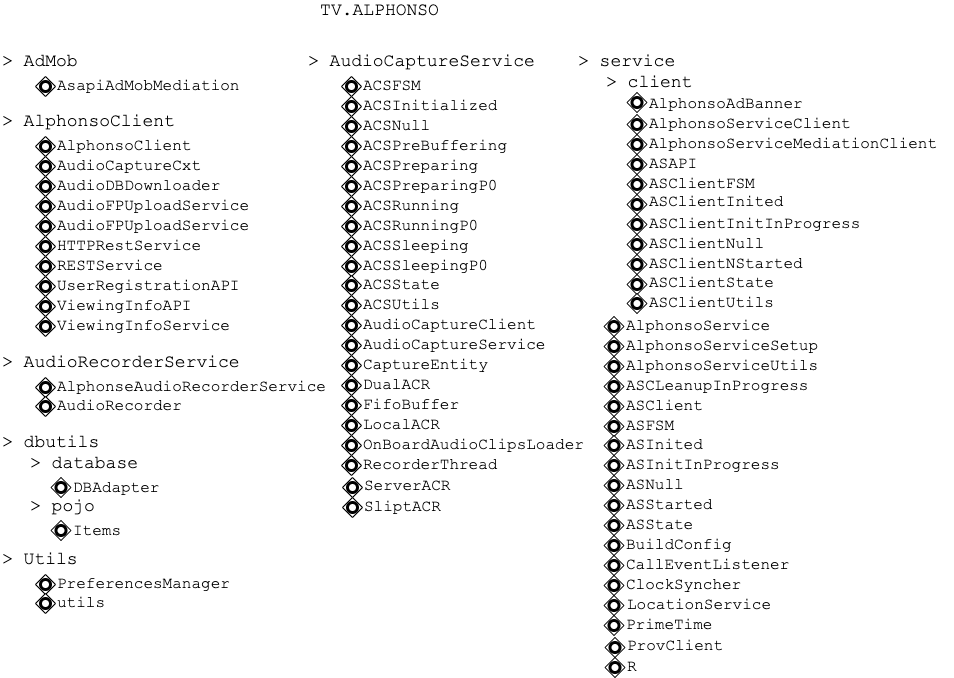 TV.ALPHONSO
> AdMob
AsapiAdMobMediation
> AlphonsoClient
AlphonsoClient
AudioCaptureCxt
AudioDBDownloader
AudioFPUploadService
AudioFPUploadService
HTTPRestService
RESTService
UserRegistrationAPI
ViewingInfoAPI
ViewingInfoService
> AudioRecorderService
AlphonseAudioRecorderService
AudioRecorder
> dbutils
> database
DBAdapter
> pojo
Items
> Utils
PreferencesManager
utils
> AudioCaptureService
ACSFSM
ACSInitialized
ACSNull
ACSPreBuffering
ACSPreparing
ACSPreparingP0
ACSRunning
ACSRunningP0
ACSSleeping
ACSSleepingP0
ACSState
ACSUtils
AudioCaptureClient
AudioCaptureService
CaptureEntity
DualACR
FifoBuffer
LocalACR
OnBoardAudioClipsLoader
RecorderThread
ServerACR
SliptACR
> service
> client
AlphonsoAdBanner
AlphonsoServiceClient
AlphonsoServiceMediationClient
ASAPI
ASClientFSM
ASClientInited
ASClientInitInProgress
ASClientNull
ASClientNStarted
ASClientState
ASClientUtils
AlphonsoService
AlphonsoServiceSetup
AlphonsoServiceUtils
ASCLeanupInProgress
ASClient
ASFSM
ASInited
ASInitInProgress
ASNull
ASStarted
ASState
BuildConfig
CallEventListener
ClockSyncher
LocationService
PrimeTime
ProvClient
R